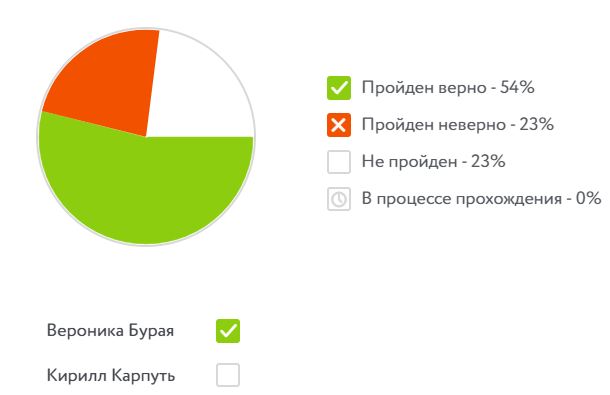 Пройден верно - 54%
Пройден неверно - 23%
Не пройден - 23%
В процессе прохождения - 0%
Вероника Бурая
Кирилл Карпуть